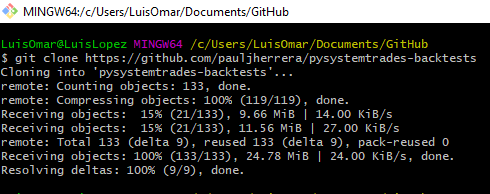 MINGW64:/c/Users/LuisOmar/Documents/GitHub
LuisOmar@LuisLopez MINGW64 /c/Users/LuisOmar/Documents/GitHub
$ git clone https://github.com/pauljherrera/pysystemtrades-backtests
Cloning into 'pysystemtrades-backtests'...
remote: Counting objects: 133, done.
remote: Compressing objects: 100% (119/119), done.
Receiving objects:  15% (21/133), 9.66 MiB | 14.00 KiB/s
Receiving objects:  15% (21/133), 11.56 MiB | 27.00 KiB/s
remote: Total 133 (delta 9), reused 133 (delta 9), pack-reused 0
Receiving objects: 100% (133/133), 24.78 MiB | 24.00 KiB/s, done.
Resolving deltas: 100% (9/9), done.